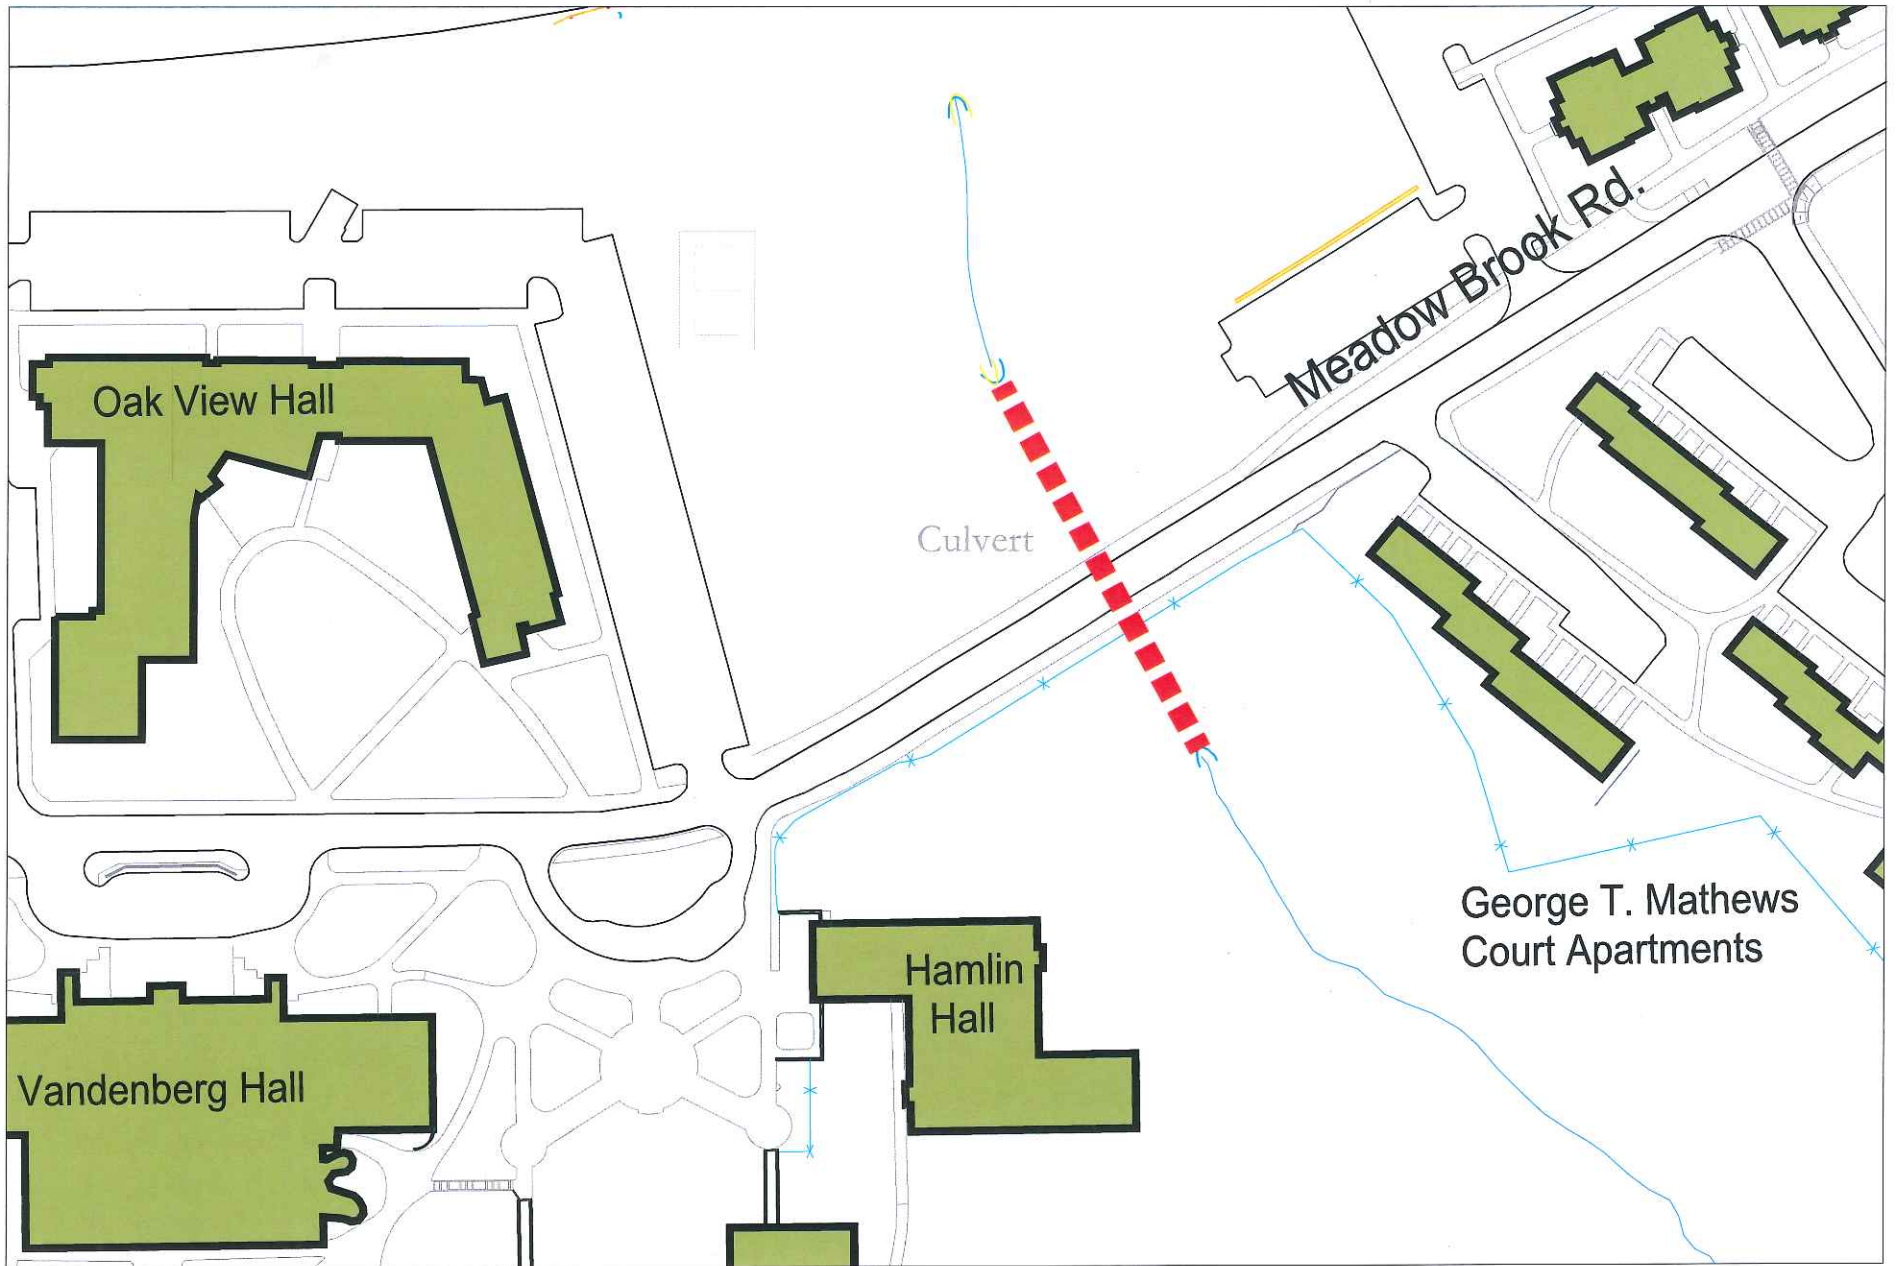 Meadow Brook Rd.
Oak View Hall
Culvert
George T. Mathews
Court Apartments
Hamlin
Hall
Vandenberg Hall